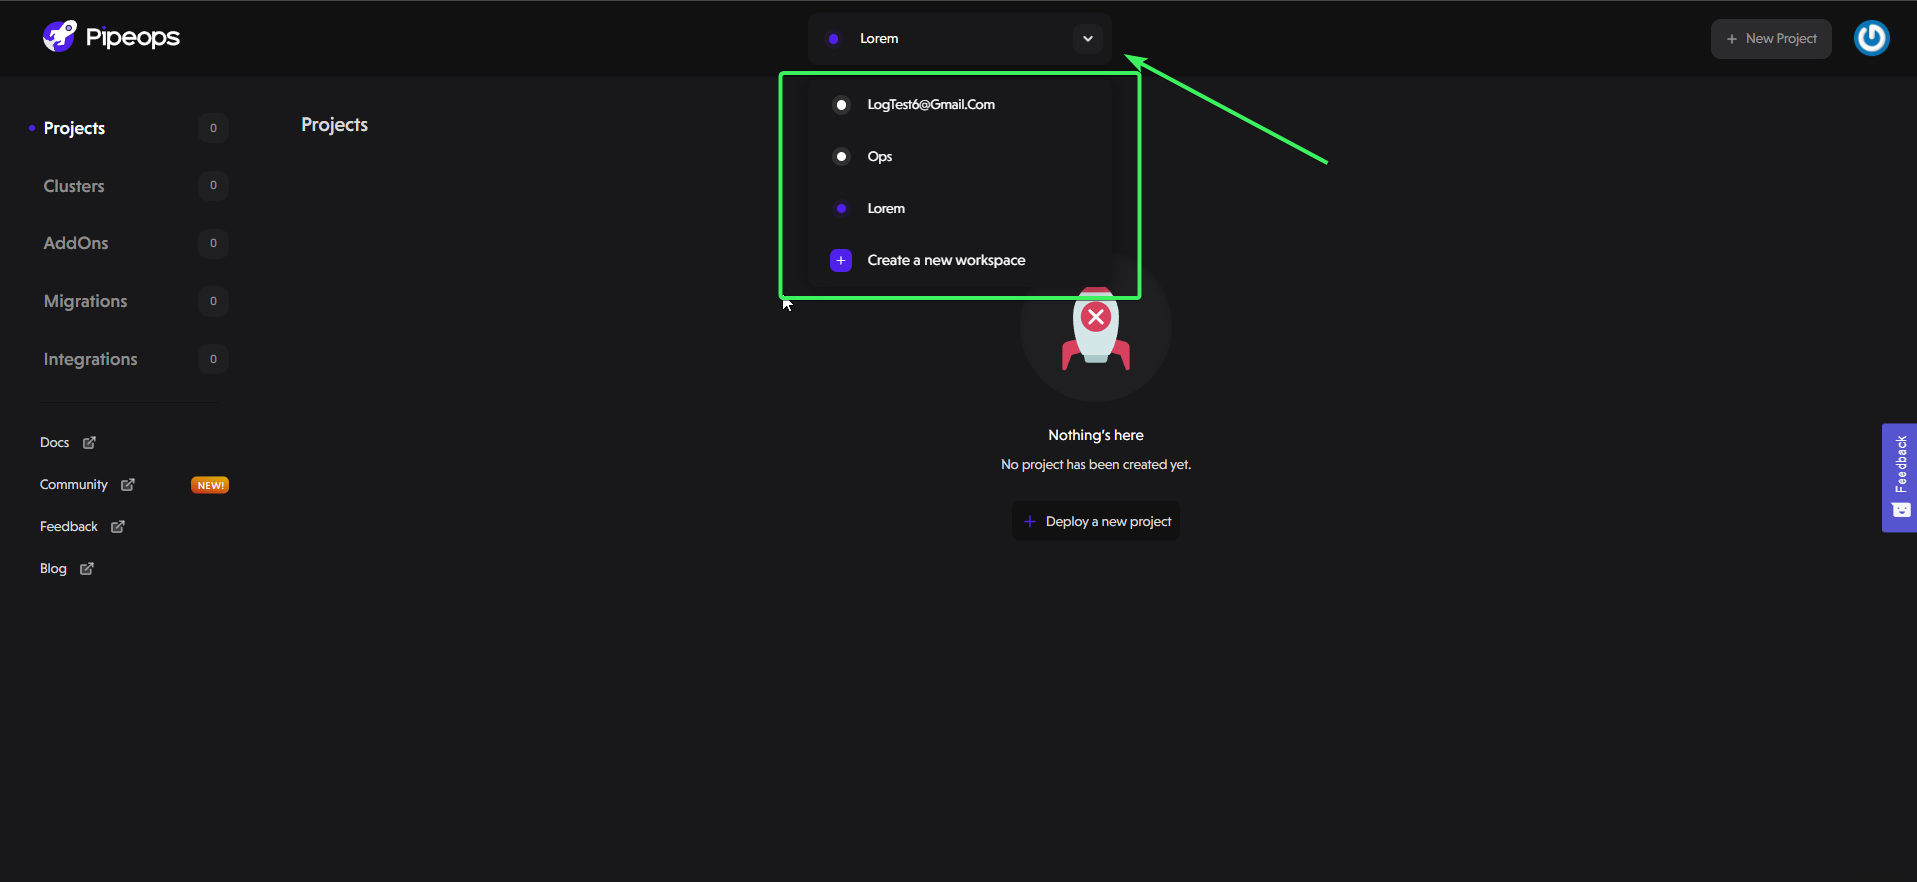 Pipeops
Lorem
+ New Project
LogTest6@Gmail.Com
Ops
Lorem
+ Create a new workspace
Projects 0
Clusters 0
AddOns 0
Migrations 0
Integrations 0
Docs
Community NEW!
Feedback
Blog
Projects
Nothing's here
No project has been created yet.
+ Deploy a new project
Feedback